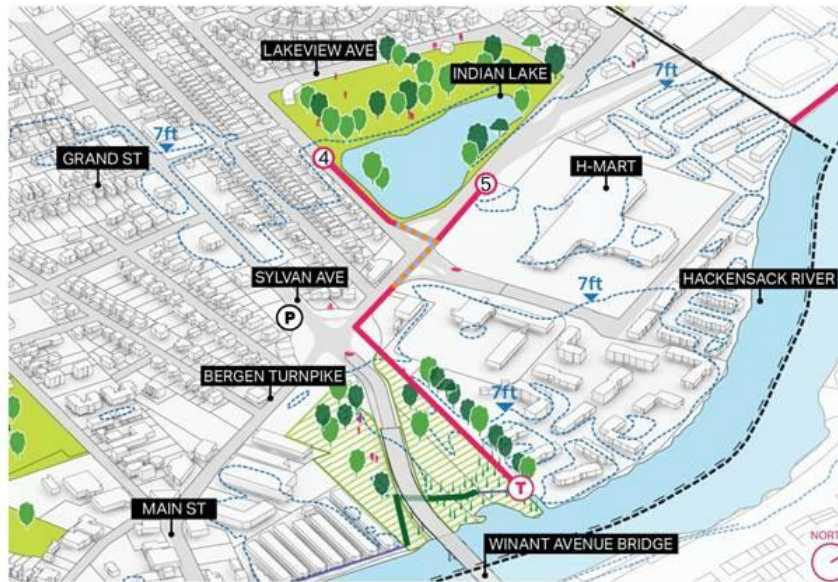 LAKEVIEW AVE
INDIAN LAKE
7ft
7ft
GRAND ST
4
5
H-MART
SYLVAN AVE
P
HACKENSACK RIVER
7ft
BERGEN TURNPIKE
7ft
T
MAIN ST
WINANT AVENUE BRIDGE
NORT